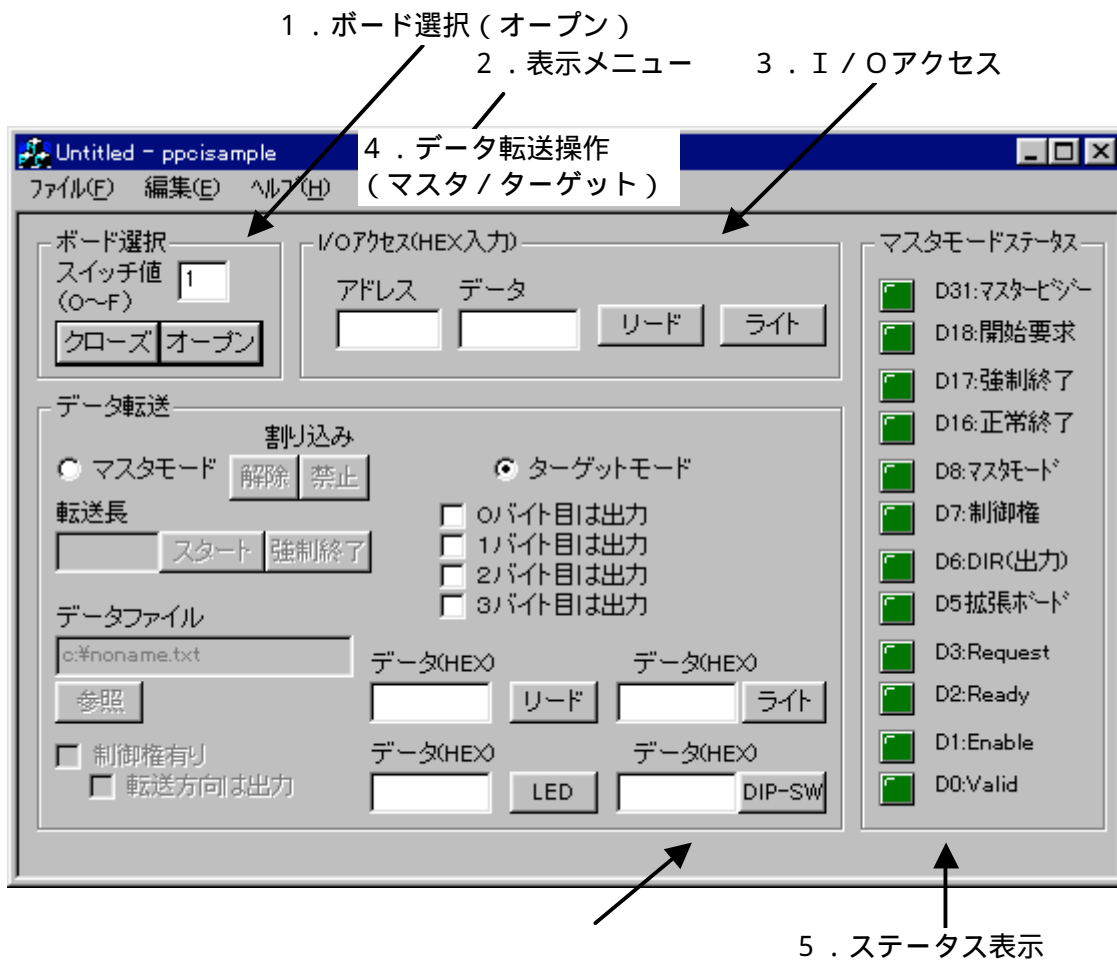 1．ボード選択（オープン）
2．表示メニュー
3．Ｉ／Ｏアクセス
Untitled - ppcisample
4．データ転送操作
（マスタ／ターゲット）
ファイル(F) 編集(E) ヘルプ(H)
ボード選択
スイッチ値
(0～F)
1
クローズ オープン
I/Oアクセス(HEX入力)
アドレス データ
リード ライト
データ転送
割り込み
マスタモード 解除 禁止
転送長
スタート 強制終了
データファイル
c:¥noname.txt
参照
制御権有り
転送方向は出力
ターゲットモード
0バイト目は出力
1バイト目は出力
2バイト目は出力
3バイト目は出力
データ(HEX) データ(HEX)
リード ライト
データ(HEX) データ(HEX)
LED DIP-SW
マスタモードステータス
D31:マスタービジー
D18:開始要求
D17:強制終了
D16:正常終了
D8:マスタモード
D7:制御権
D6:DIR(出力)
D5拡張ボード
D3:Request
D2:Ready
D1:Enable
D0:Valid
5．ステータス表示